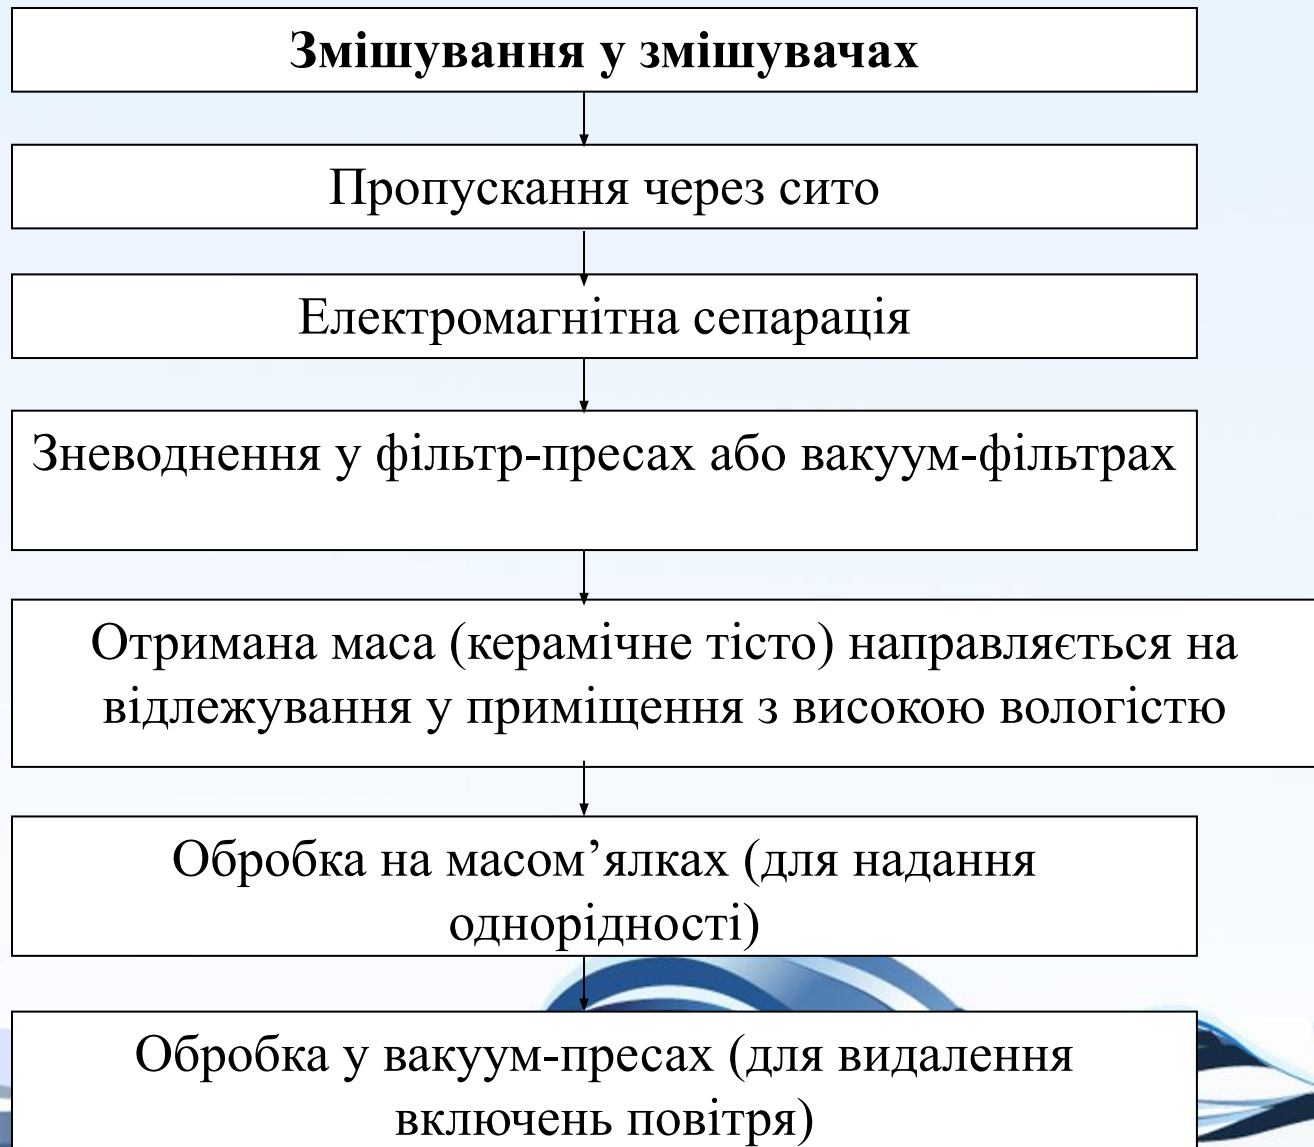 Змішування у змішувачах
Пропускання через сито
Електромагнітна сепарація
Зневоднення у фільтр-пресах або вакуум-фільтрах
Отримана маса (керамічне тісто) направляється на
відлежування у приміщення з високою вологістю
Обробка на масом’ялках (для надання
однорідності)
Обробка у вакуум-пресах (для видалення
включень повітря)